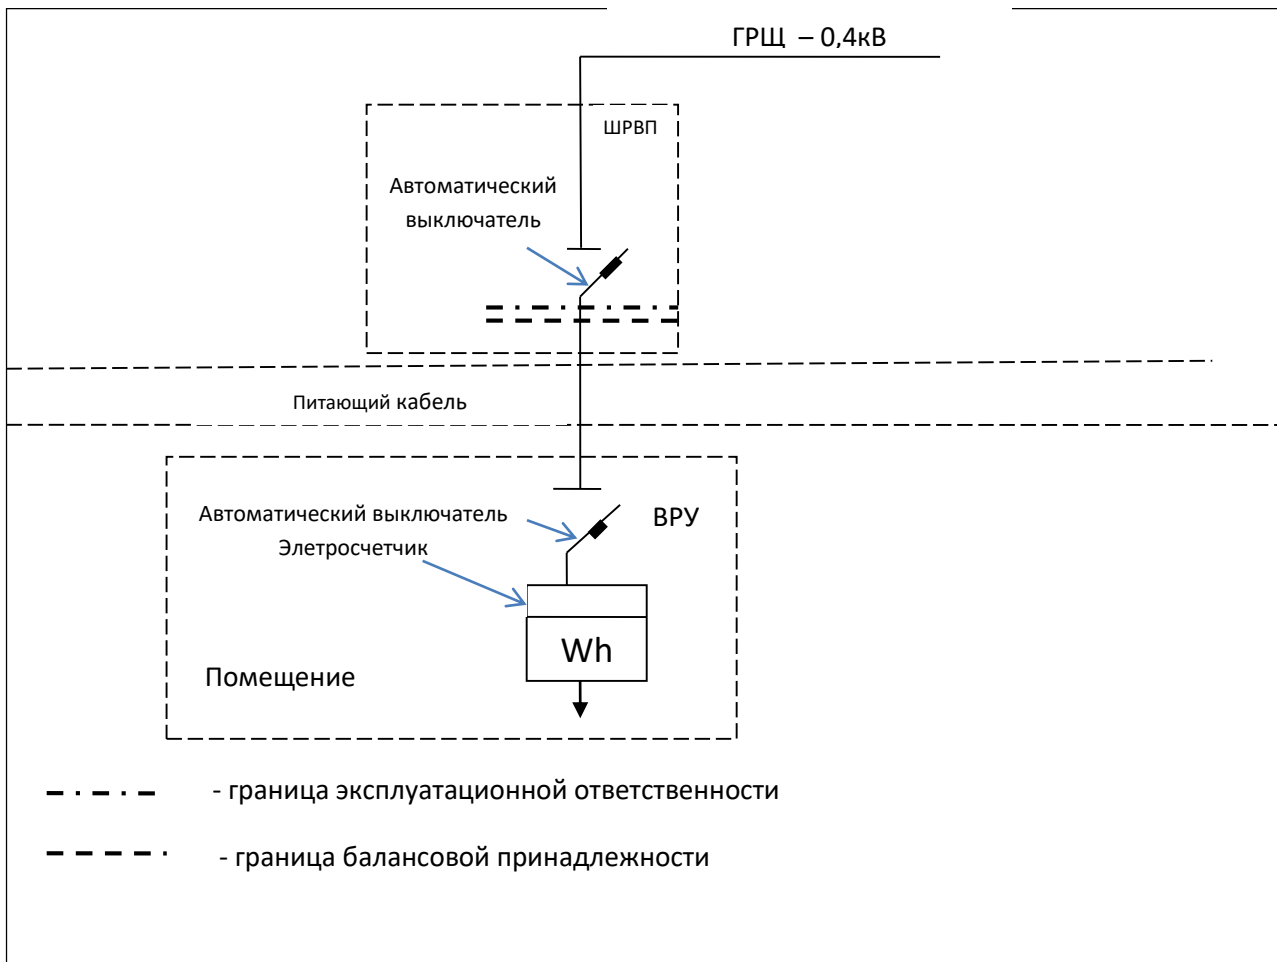 ГРЩ – 0,4кВ
ШРВП
Автоматический
выключатель
Питающий кабель
Автоматический выключатель
Элетросчетчик
ВРУ
Wh
Помещение
- граница эксплуатационной ответственности
- граница балансовой принадлежности